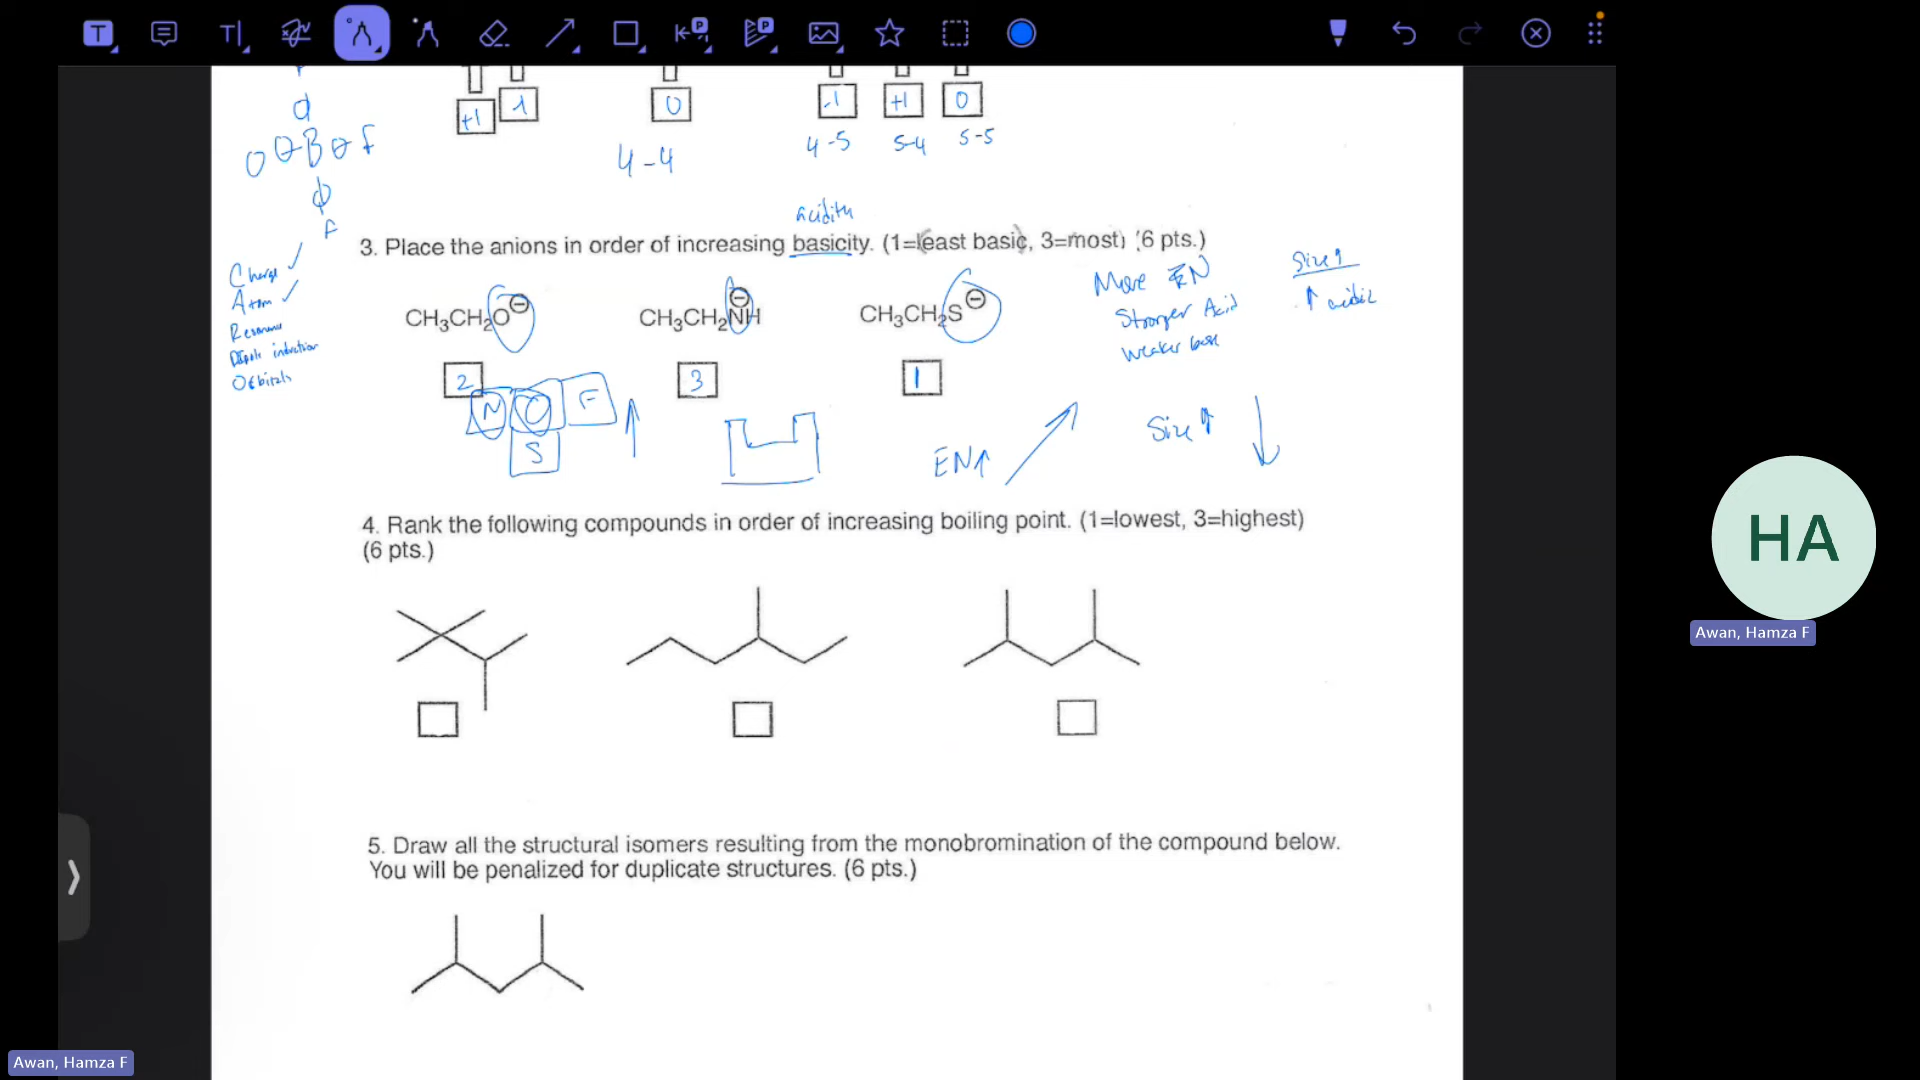 +1 1 0 -1 +1 0
4-4 4-5 5-4 5-5
O B F
F
acidity
3. Place the anions in order of increasing basicity. (1=least basic, 3=most) (6 pts.)
Charge ✓
Atom ✓
Resonance
Dipole induction
Orbitals
CH₃CH₂O⊖ CH₃CH₂N⊖H CH₃CH₂S⊖
2 3 1
More EN
Stronger Acid
Weaker base
Size↑
↑ acidic
N O F ↑
S
EN↑
Size↑
4. Rank the following compounds in order of increasing boiling point. (1=lowest, 3=highest)
(6 pts.)
5. Draw all the structural isomers resulting from the monobromination of the compound below.
You will be penalized for duplicate structures. (6 pts.)
HA
Awan, Hamza F
Awan, Hamza F